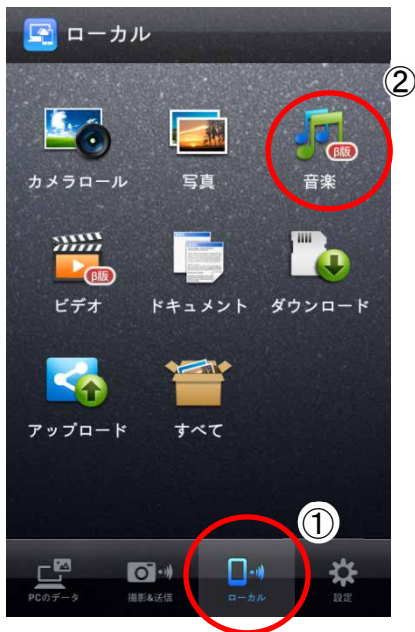 ローカル
②
カメラロール 写真 音楽
β版
ビデオ ドキュメント ダウンロード
β版
アップロード すべて
①
PCのデータ 撮影&送信 ローカル 設定